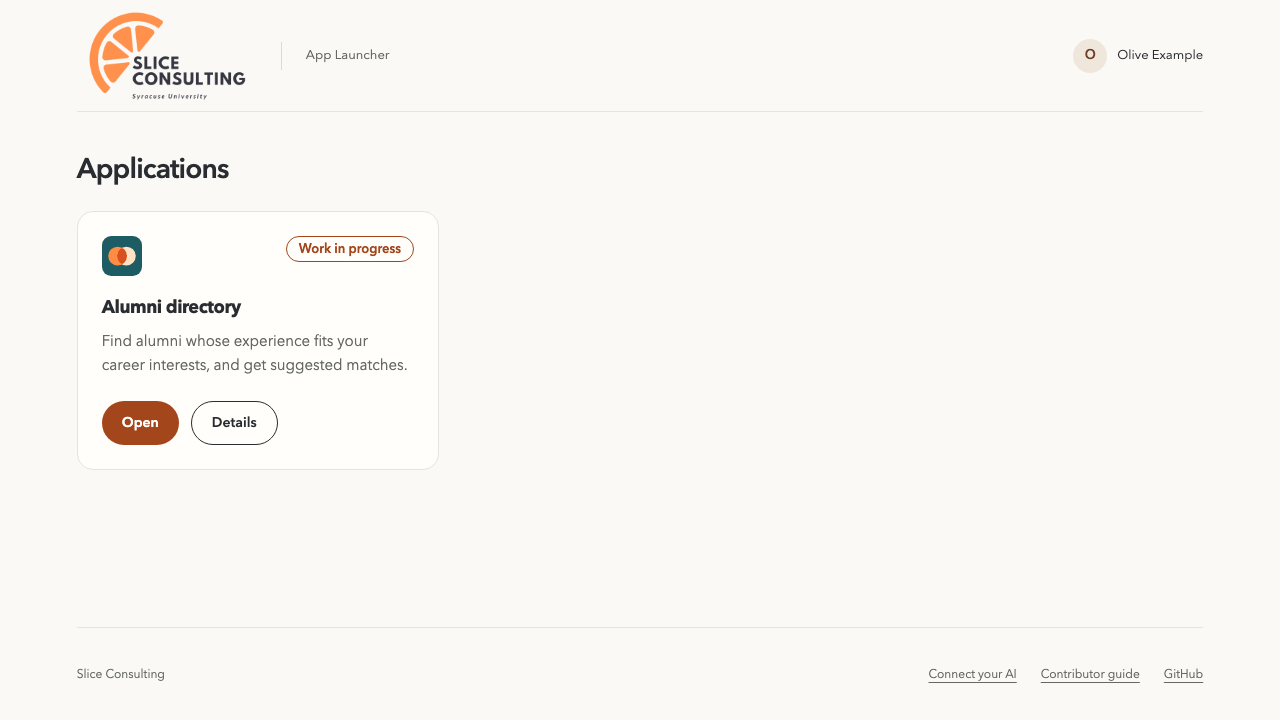 SLICE
CONSULTING
Syracuse University
App Launcher
O
Olive Example
Applications
Work in progress
Alumni directory
Find alumni whose experience fits your
career interests, and get suggested matches.
Open
Details
Slice Consulting
Connect your AI
Contributor guide
GitHub